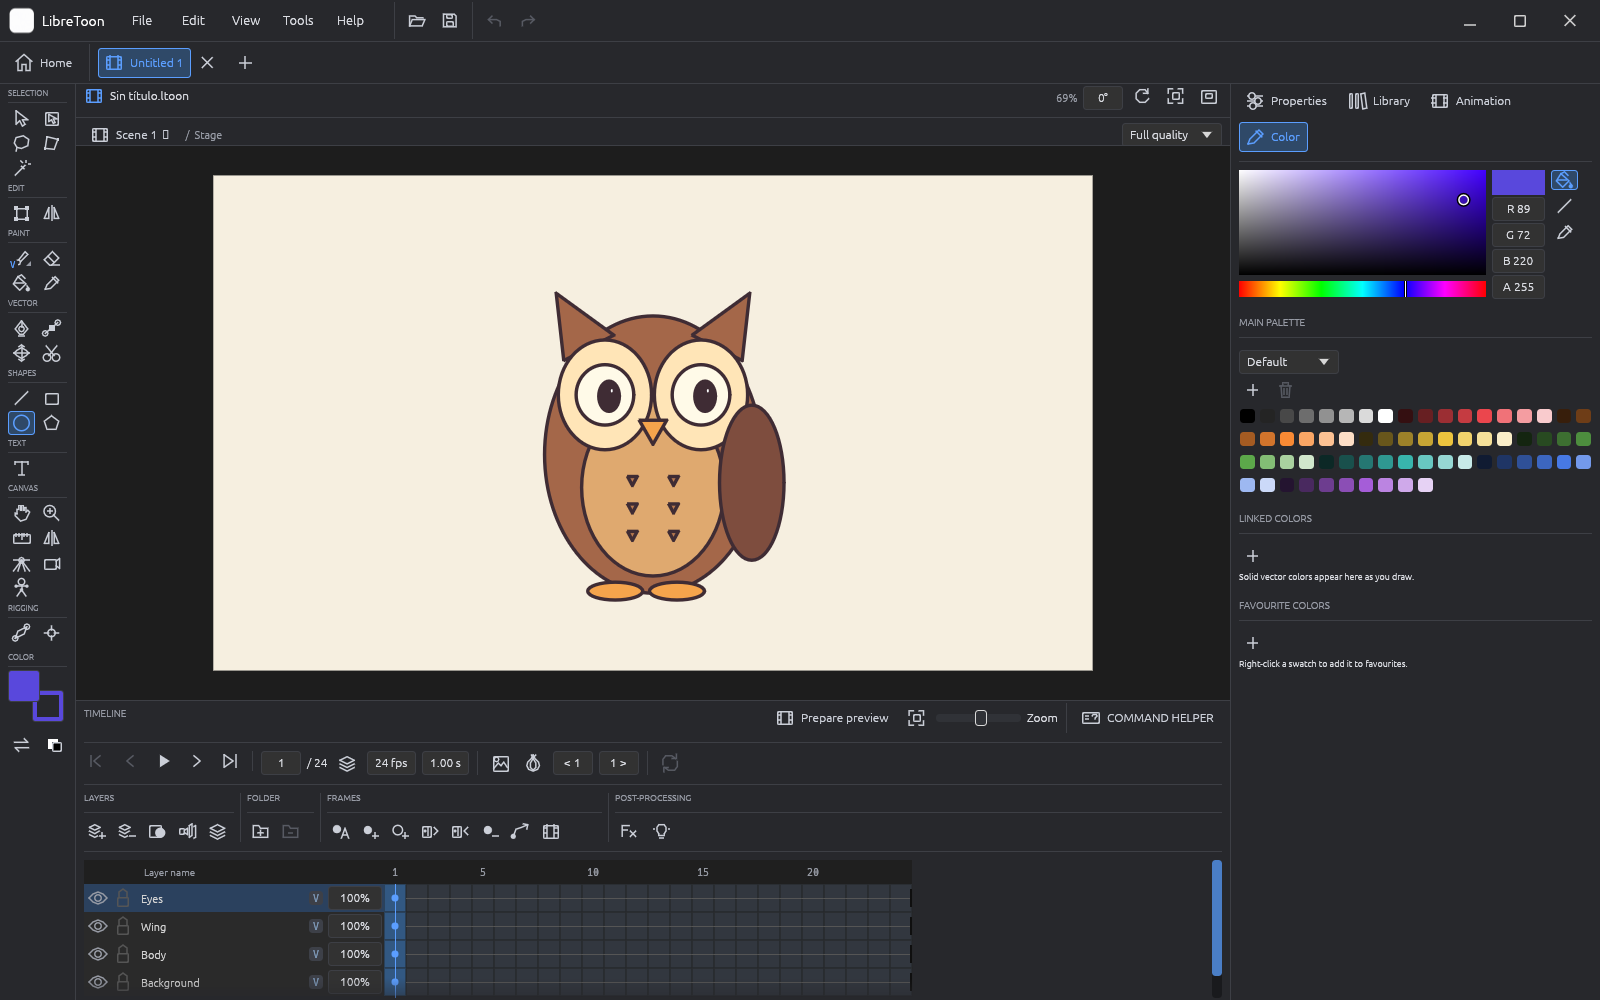 LibreToon File Edit View Tools Help
Home Untitled 1
SELECTION
Sin título.ltoon 69% 0°
Properties Library Animation
Scene 1 / Stage Full quality
Color
EDIT
R 89
PAINT
G 72
V
B 220
A 255
VECTOR
MAIN PALETTE
Default
SHAPES
TEXT
T
CANVAS
LINKED COLORS
Solid vector colors appear here as you draw.
RIGGING
FAVOURITE COLORS
COLOR
Right-click a swatch to add it to favourites.
TIMELINE Prepare preview Zoom COMMAND HELPER
1 / 24 24 fps 1.00 s < 1 1 >
LAYERS FOLDER FRAMES POST-PROCESSING
A Fx
Layer name 1 5 10 15 20
Eyes V 100%
Wing V 100%
Body V 100%
Background V 100%